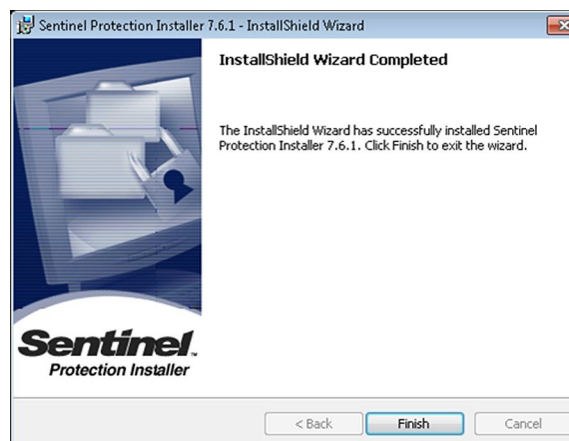 Sentinel Protection Installer 7.6.1 - InstallShield Wizard
InstallShield Wizard Completed
The InstallShield Wizard has successfully installed Sentinel
Protection Installer 7.6.1. Click Finish to exit the wizard.
Sentinel™
Protection Installer
< Back
Finish
Cancel